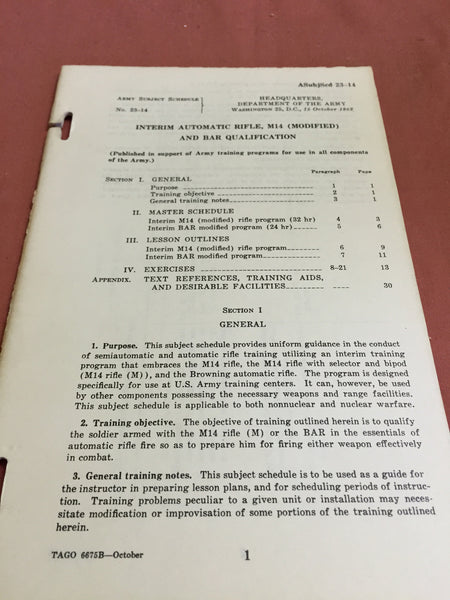 ASubjScd 23-14
ARMY SUBJECT SCHEDULE
No. 23-14
HEADQUARTERS,
DEPARTMENT OF THE ARMY
WASHINGTON 25, D.C., 15 October 1962
INTERIM AUTOMATIC RIFLE, M14 (MODIFIED)
AND BAR QUALIFICATION
(Published in support of Army training programs for use in all components
of the Army.)
Paragraph Page
SECTION I. GENERAL
Purpose 1 1
Training objective 2 1
General training notes 3 1
II. MASTER SCHEDULE
Interim M14 (modified) rifle program (32 hr) 4 3
Interim BAR modified program (24 hr) 5 6
III. LESSON OUTLINES
Interim M14 (modified) rifle program 6 9
Interim BAR modified program 7 11
IV. EXERCISES 8-21 13
APPENDIX. TEXT REFERENCES, TRAINING AIDS,
AND DESIRABLE FACILITIES 30
SECTION I
GENERAL
1. Purpose. This subject schedule provides uniform guidance in the conduct
of semiautomatic and automatic rifle training utilizing an interim training
program that embraces the M14 rifle, the M14 rifle with selector and bipod
(M14 rifle (M)), and the Browning automatic rifle. The program is designed
specifically for use at U.S. Army training centers. It can, however, be used
by other components possessing the necessary weapons and range facilities.
This subject schedule is applicable to both nonnuclear and nuclear warfare.
2. Training objective. The objective of training outlined herein is to qualify
the soldier armed with the M14 rifle (M) or the BAR in the essentials of
automatic rifle fire so as to prepare him for firing either weapon effectively
in combat.
3. General training notes. This subject schedule is to be used as a guide for
the instructor in preparing lesson plans, and for scheduling periods of instruc-
tion. Training problems peculiar to a given unit or installation may neces-
sitate modification or improvisation of some portions of the training outlined
herein.
TAGO 6675B—October 1